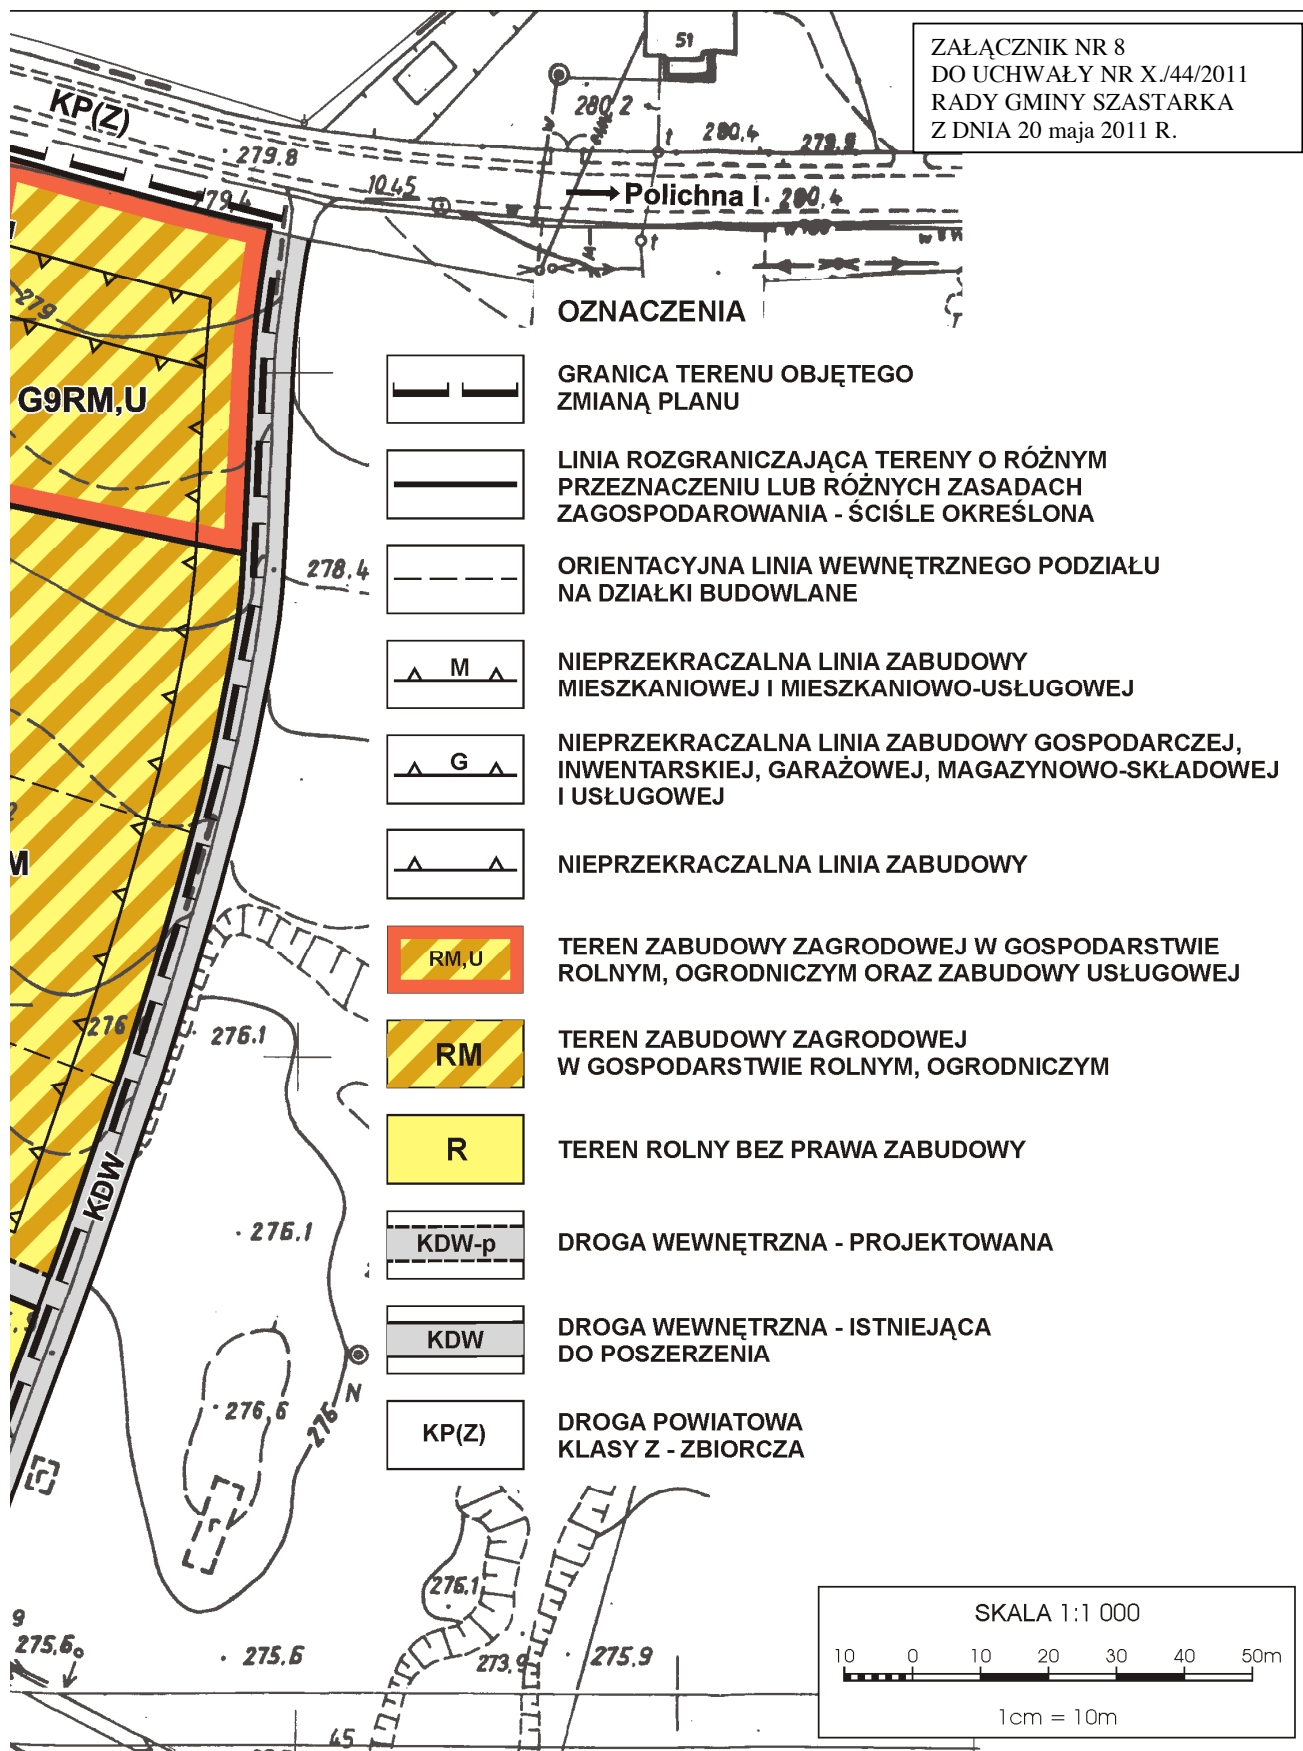 ZAŁĄCZNIK NR 8
DO UCHWAŁY NR X./44/2011
RADY GMINY SZASTARKA
Z DNIA 20 maja 2011 R.
51
280.2
280.4
279.9
KP(Z)
279.8
279.4
1045
Polichna I
280,4
t
t
279
G9RM,U
278.4
M
276
276.1
KDW
276.1
276.6
276
N
276.1
9
275,6
275.6
273,9
275.9
45
OZNACZENIA
GRANICA TERENU OBJĘTEGO
ZMIANĄ PLANU
LINIA ROZGRANICZAJĄCA TERENY O RÓŻNYM
PRZEZNACZENIU LUB RÓŻNYCH ZASADACH
ZAGOSPODAROWANIA - ŚCIŚLE OKREŚLONA
ORIENTACYJNA LINIA WEWNĘTRZNEGO PODZIAŁU
NA DZIAŁKI BUDOWLANE
M
NIEPRZEKRACZALNA LINIA ZABUDOWY
MIESZKANIOWEJ I MIESZKANIOWO-USŁUGOWEJ
G
NIEPRZEKRACZALNA LINIA ZABUDOWY GOSPODARCZEJ,
INWENTARSKIEJ, GARAŻOWEJ, MAGAZYNOWO-SKŁADOWEJ
I USŁUGOWEJ
NIEPRZEKRACZALNA LINIA ZABUDOWY
RM,U
TEREN ZABUDOWY ZAGRODOWEJ W GOSPODARSTWIE
ROLNYM, OGRODNICZYM ORAZ ZABUDOWY USŁUGOWEJ
RM
TEREN ZABUDOWY ZAGRODOWEJ
W GOSPODARSTWIE ROLNYM, OGRODNICZYM
R
TEREN ROLNY BEZ PRAWA ZABUDOWY
KDW-p
DROGA WEWNĘTRZNA - PROJEKTOWANA
KDW
DROGA WEWNĘTRZNA - ISTNIEJĄCA
DO POSZERZENIA
KP(Z)
DROGA POWIATOWA
KLASY Z - ZBIORCZA
SKALA 1:1 000
10 0 10 20 30 40 50m
1cm = 10m